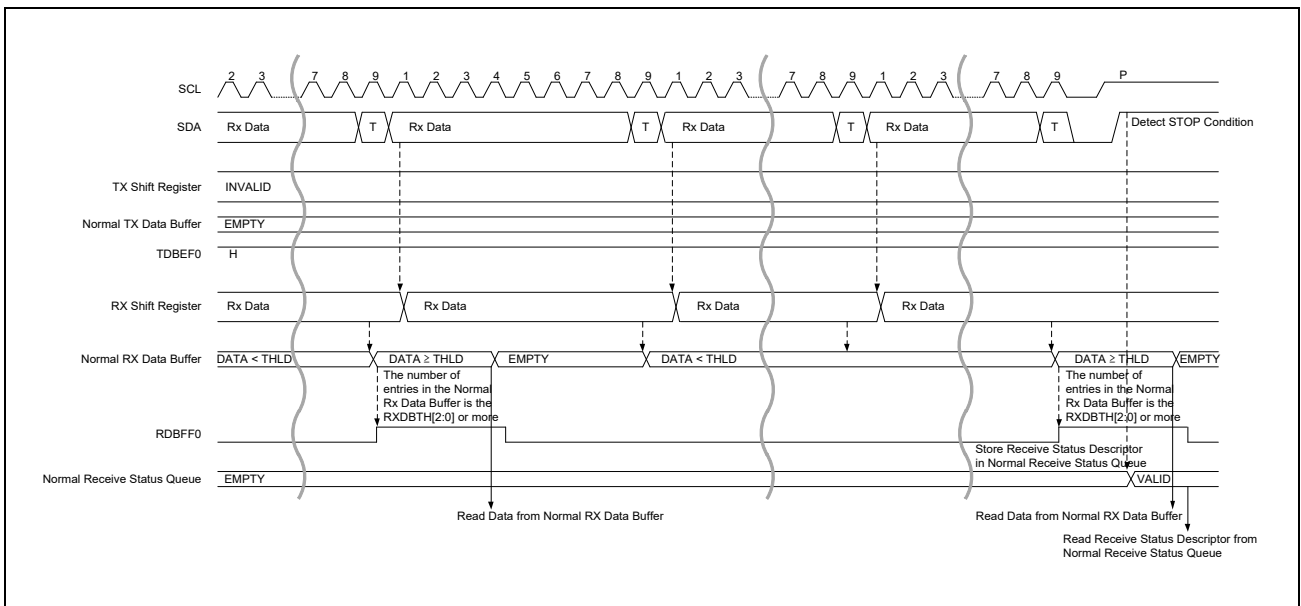 SCL 2 3 7 8 9 1 2 3 4 5 6 7 8 9 1 2 3 7 8 9 1 2 3 7 8 9 P
SDA Rx Data T Rx Data T Rx Data T Rx Data T Detect STOP Condition
TX Shift Register INVALID
Normal TX Data Buffer EMPTY
TDBEF0 H
RX Shift Register Rx Data Rx Data Rx Data Rx Data
Normal RX Data Buffer DATA < THLD DATA ≥ THLD EMPTY DATA < THLD DATA ≥ THLD EMPTY
The number of
entries in the Normal
Rx Data Buffer is the
RXDBTH[2:0] or more
The number of
entries in the Normal
Rx Data Buffer is the
RXDBTH[2:0] or more
RDBFF0
Store Receive Status Descriptor
in Normal Receive Status Queue
Normal Receive Status Queue EMPTY VALID
Read Data from Normal RX Data Buffer
Read Data from Normal RX Data Buffer
Read Receive Status Descriptor from
Normal Receive Status Queue